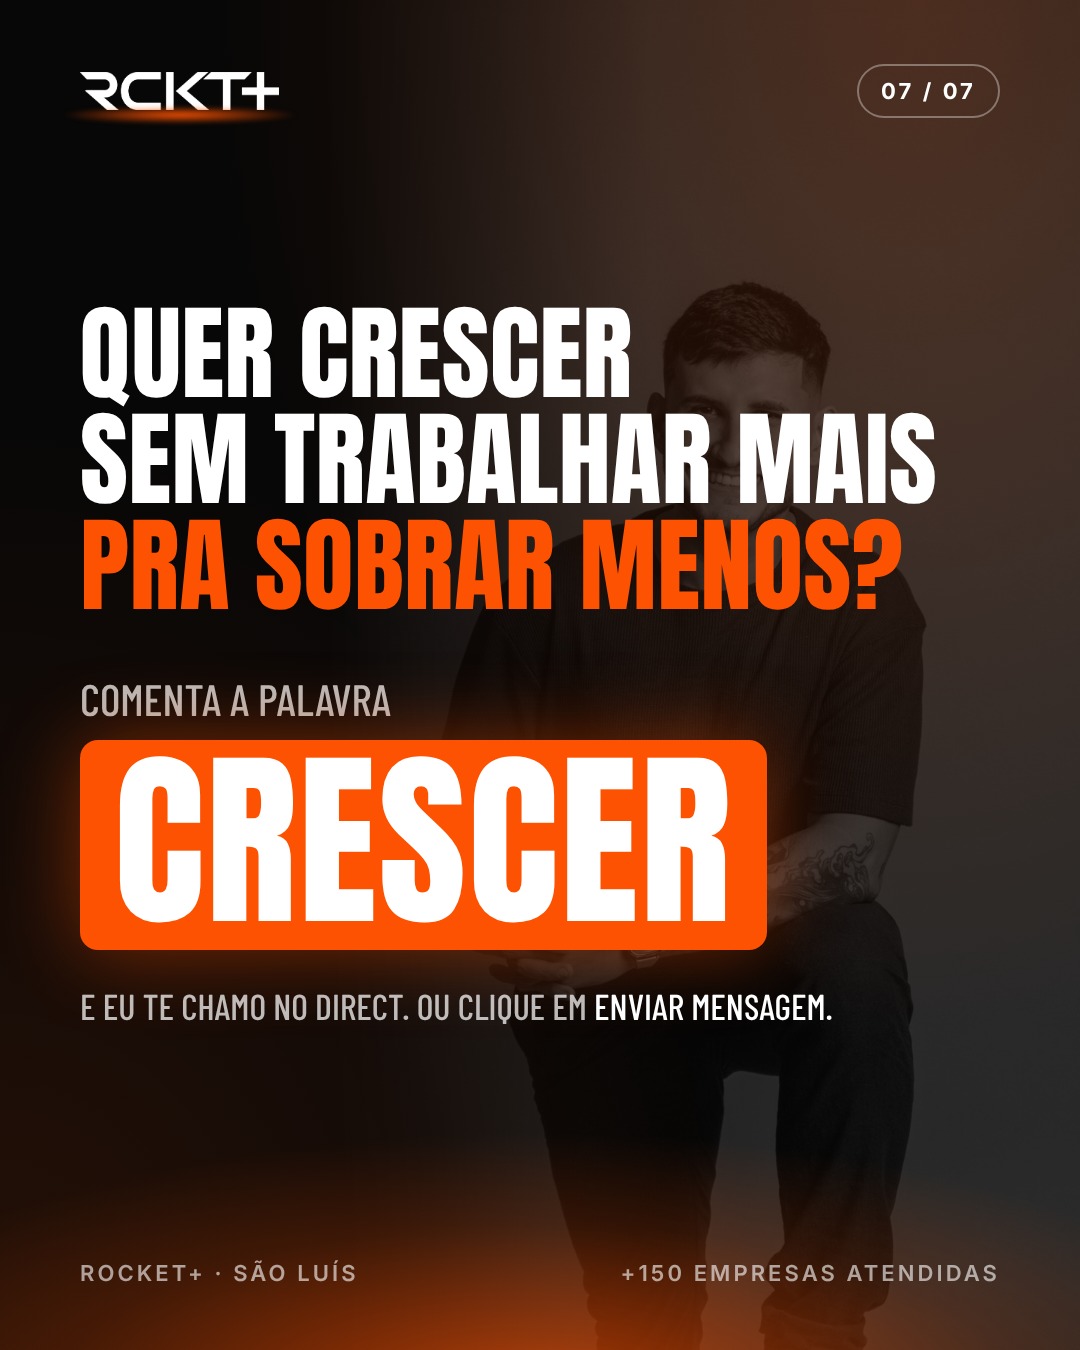 RCKT+
07 / 07
QUER CRESCER
SEM TRABALHAR MAIS
PRA SOBRAR MENOS?
COMENTA A PALAVRA
CRESCER
E EU TE CHAMO NO DIRECT. OU CLIQUE EM ENVIAR MENSAGEM.
ROCKET+ · SÃO LUÍS
+150 EMPRESAS ATENDIDAS